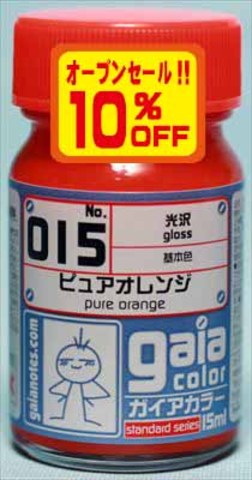 オープンセール!!
10%
OFF
No.
015
光沢
gloss
基本色
ピュアオレンジ
pure orange
gaianotes.com
gaia
color
ガイアカラー
standard series 15ml